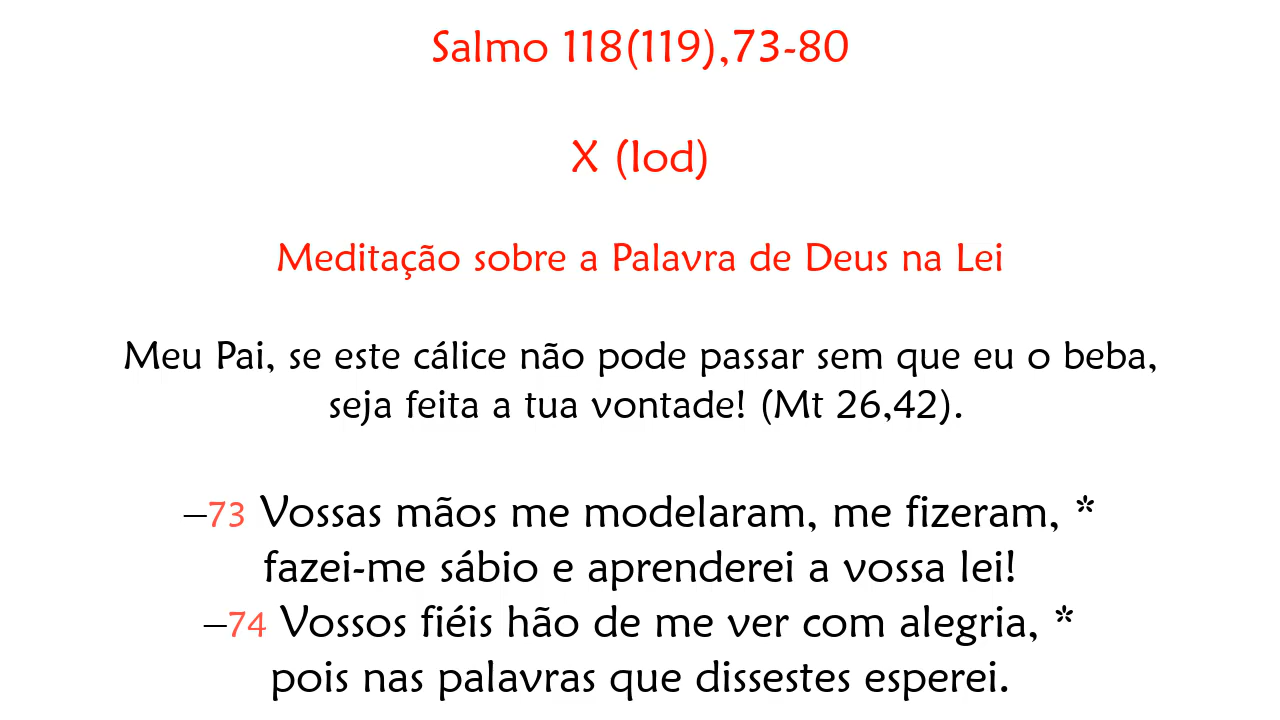 Salmo 118(119),73-80
X (Iod)
Meditação sobre a Palavra de Deus na Lei
Meu Pai, se este cálice não pode passar sem que eu o beba,
seja feita a tua vontade! (Mt 26,42).
–73 Vossas mãos me modelaram, me fizeram, *
fazei-me sábio e aprenderei a vossa lei!
–74 Vossos fiéis hão de me ver com alegria, *
pois nas palavras que dissestes esperei.